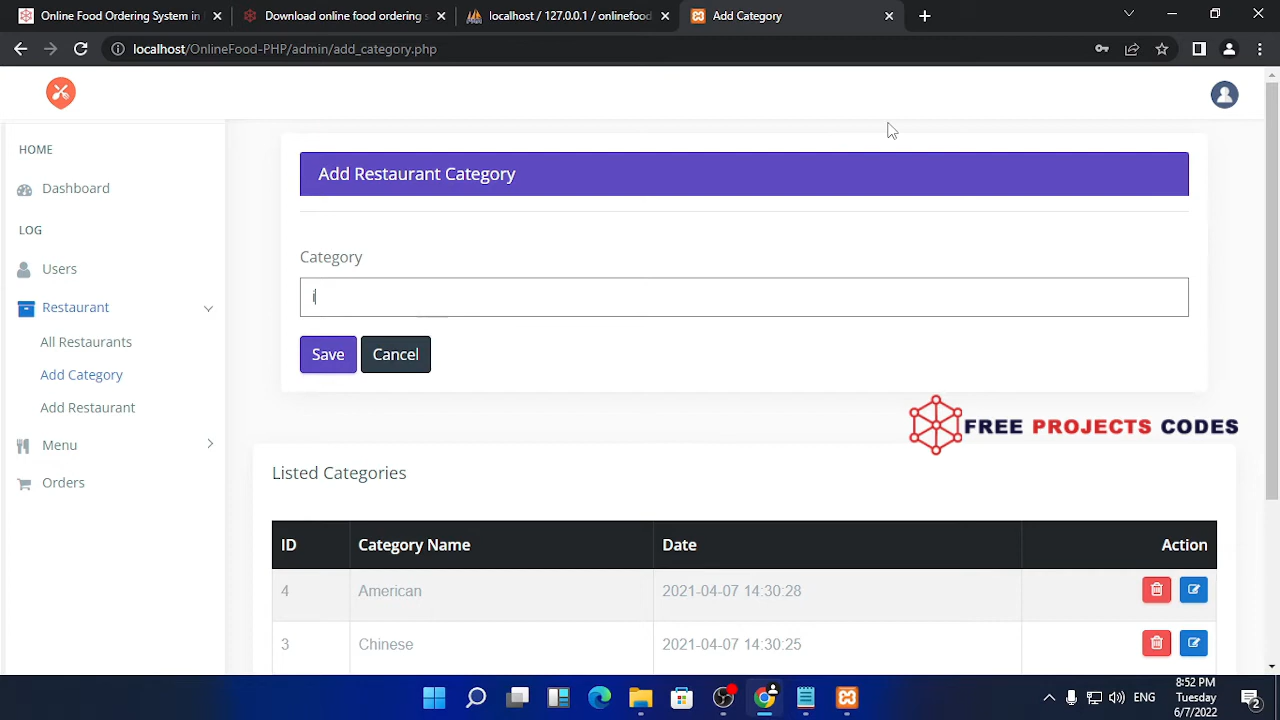 Online Ordering System in
Download online food ordering s
localhost / 127.0.0.1 / onlinefood
Add Category
localhost/OnlineFood-PHP/admin/add_category.php
HOME
Dashboard
LOG
Users
Restaurant
All Restaurants
Add Category
Add Restaurant
Menu
Orders
Add Restaurant Category
Category
i
Save Cancel
FREE PROJECTS CODES
Listed Categories
ID Category Name Date Action
4 American 2021-04-07 14:30:28
3 Chinese 2021-04-07 14:30:25
ENG
8:52 PM
Tuesday
6/7/2022
2